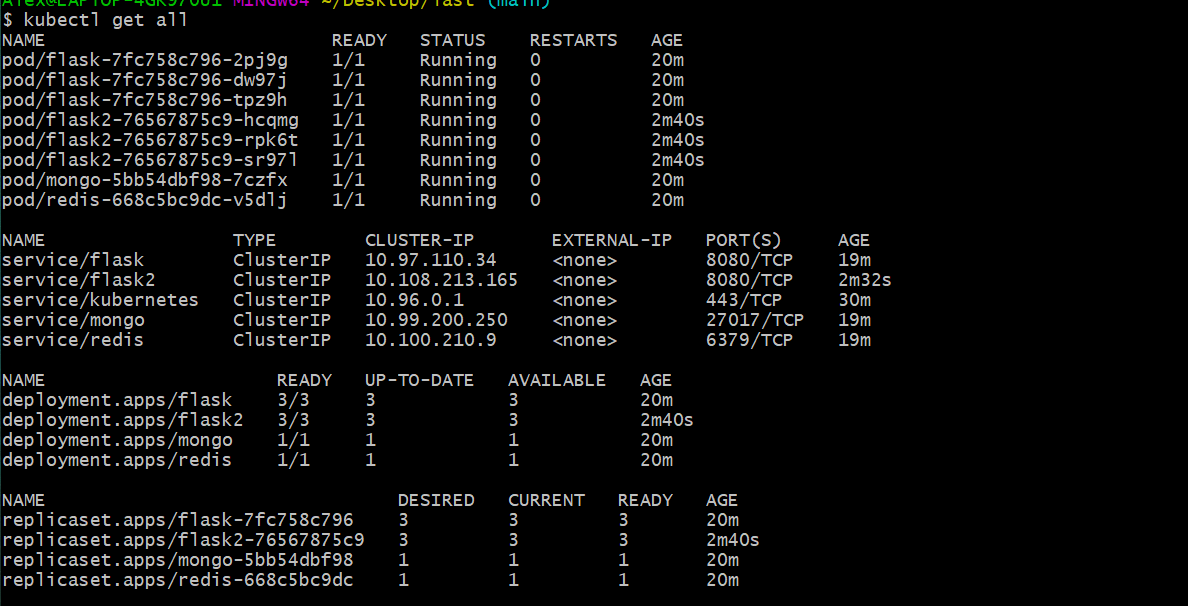 MINGW64 ~/Desktop/fast (main)
$ kubectl get all
NAME READY STATUS RESTARTS AGE
pod/flask-7fc758c796-2pj9g 1/1 Running 0 20m
pod/flask-7fc758c796-dw97j 1/1 Running 0 20m
pod/flask-7fc758c796-tpz9h 1/1 Running 0 20m
pod/flask2-76567875c9-hcqmg 1/1 Running 0 2m40s
pod/flask2-76567875c9-rpk6t 1/1 Running 0 2m40s
pod/flask2-76567875c9-sr97l 1/1 Running 0 2m40s
pod/mongo-5bb54dbf98-7czfx 1/1 Running 0 20m
pod/redis-668c5bc9dc-v5dlj 1/1 Running 0 20m
NAME TYPE CLUSTER-IP EXTERNAL-IP PORT(S) AGE
service/flask ClusterIP 10.97.110.34 <none> 8080/TCP 19m
service/flask2 ClusterIP 10.108.213.165 <none> 8080/TCP 2m32s
service/kubernetes ClusterIP 10.96.0.1 <none> 443/TCP 30m
service/mongo ClusterIP 10.99.200.250 <none> 27017/TCP 19m
service/redis ClusterIP 10.100.210.9 <none> 6379/TCP 19m
NAME READY UP-TO-DATE AVAILABLE AGE
deployment.apps/flask 3/3 3 3 20m
deployment.apps/flask2 3/3 3 3 2m40s
deployment.apps/mongo 1/1 1 1 20m
deployment.apps/redis 1/1 1 1 20m
NAME DESIRED CURRENT READY AGE
replicaset.apps/flask-7fc758c796 3 3 3 20m
replicaset.apps/flask2-76567875c9 3 3 3 2m40s
replicaset.apps/mongo-5bb54dbf98 1 1 1 20m
replicaset.apps/redis-668c5bc9dc 1 1 1 20m